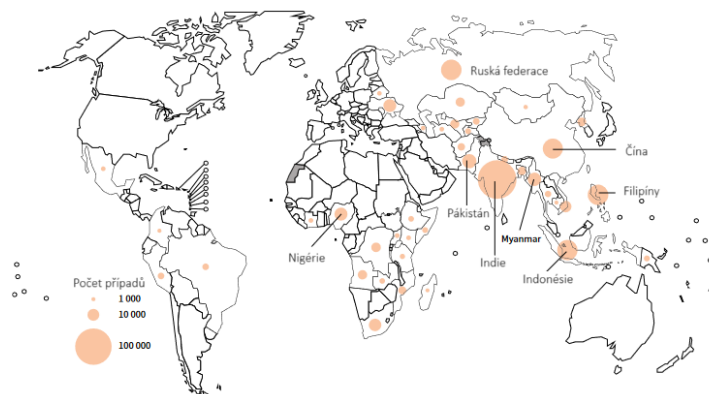 Ruská federace
Čína
Filipíny
Pákistán
Myanmar
Nigérie
Indie
Indonésie
Počet případů
1 000
10 000
100 000